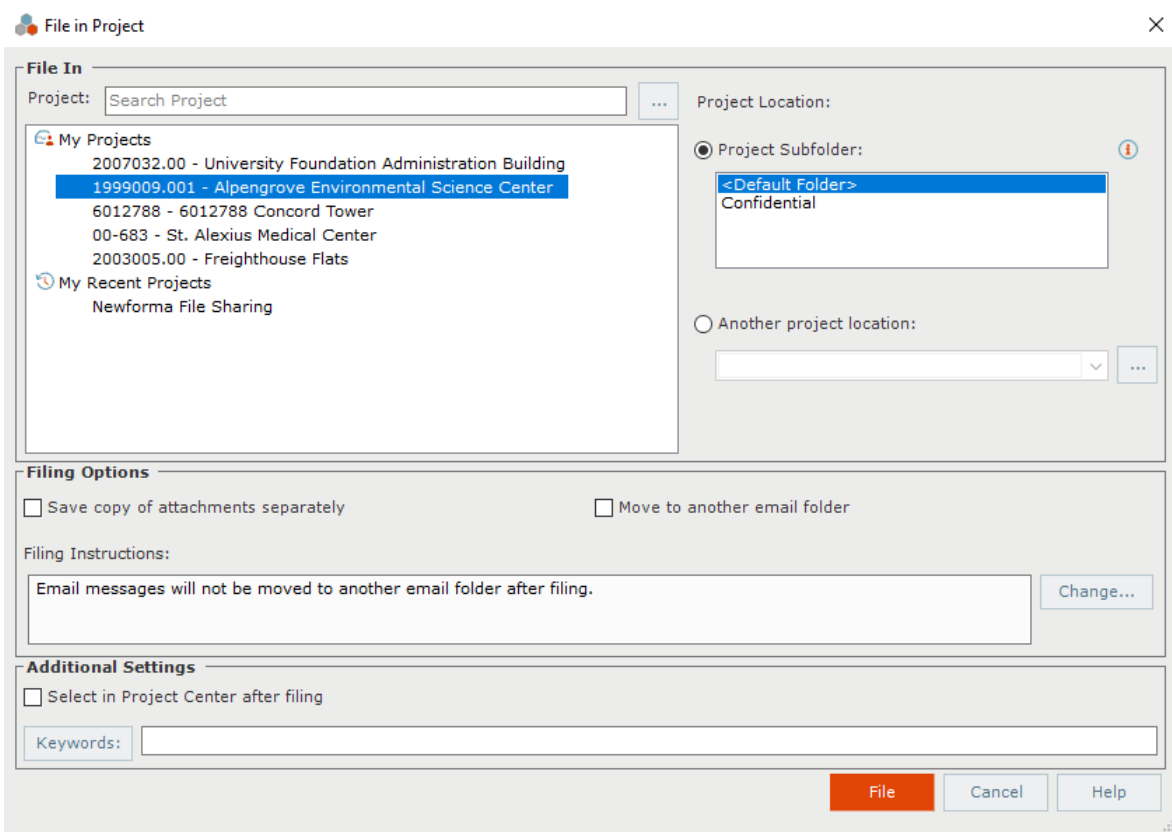 File in Project
File In
Project:
Search Project
...
My Projects
2007032.00 - University Foundation Administration Building
1999009.001 - Alpengrove Environmental Science Center
6012788 - 6012788 Concord Tower
00-683 - St. Alexius Medical Center
2003005.00 - Freighthouse Flats
My Recent Projects
Newforma File Sharing
Project Location:
Project Subfolder:
<Default Folder>
Confidential
Another project location:
...
Filing Options
Save copy of attachments separately
Move to another email folder
Filing Instructions:
Email messages will not be moved to another email folder after filing.
Change...
Additional Settings
Select in Project Center after filing
Keywords:
File
Cancel
Help